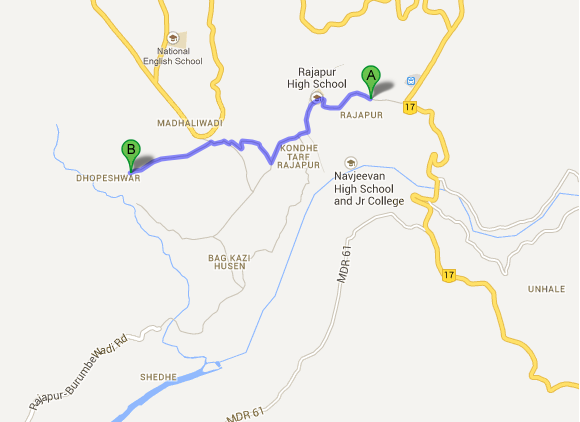 National
English School
Rajapur
High School
A
17
RAJAPUR
MADHALIWADI
B
KONDHE
TARF
RAJAPUR
DHOPESHWAR
Navjeevan
High School
and Jr College
BAG KAZI
HUSEN
MDR 61
17
UNHALE
Rajapur-BurumbeWadi Rd
SHEDHE
MDR 61